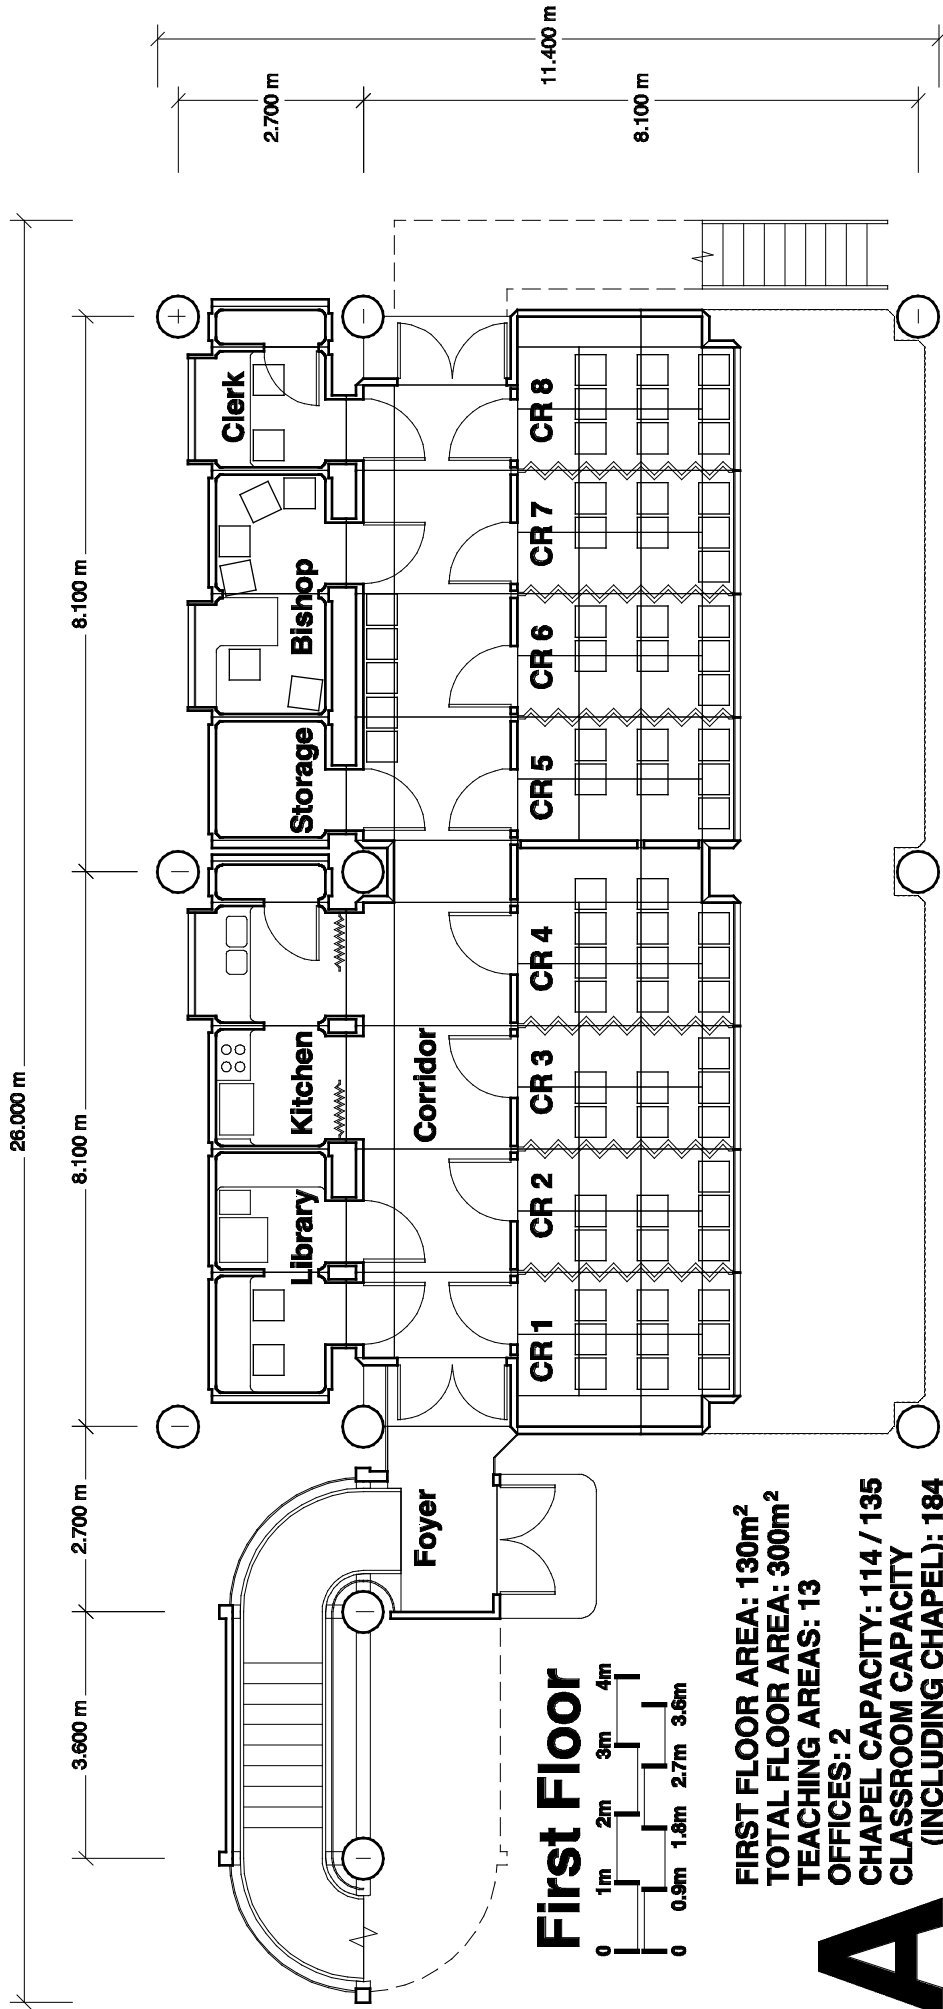 26.000 m
3.600 m
2.700 m
8.100 m
8.100 m
Clerk
2.700 m
Library
Kitchen
Storage
Bishop
Foyer
Corridor
CR 1
CR 2
CR 3
CR 4
CR 5
CR 6
CR 7
CR 8
11.400 m
8.100 m
First Floor
0 1m 2m 3m 4m
0 0.9m 1.8m 2.7m 3.6m
FIRST FLOOR AREA: 130m²
TOTAL FLOOR AREA: 300m²
TEACHING AREAS: 13
OFFICES: 2
CHAPEL CAPACITY: 114 / 135
CLASSROOM CAPACITY
(INCLUDING CHAPEL): 184
A